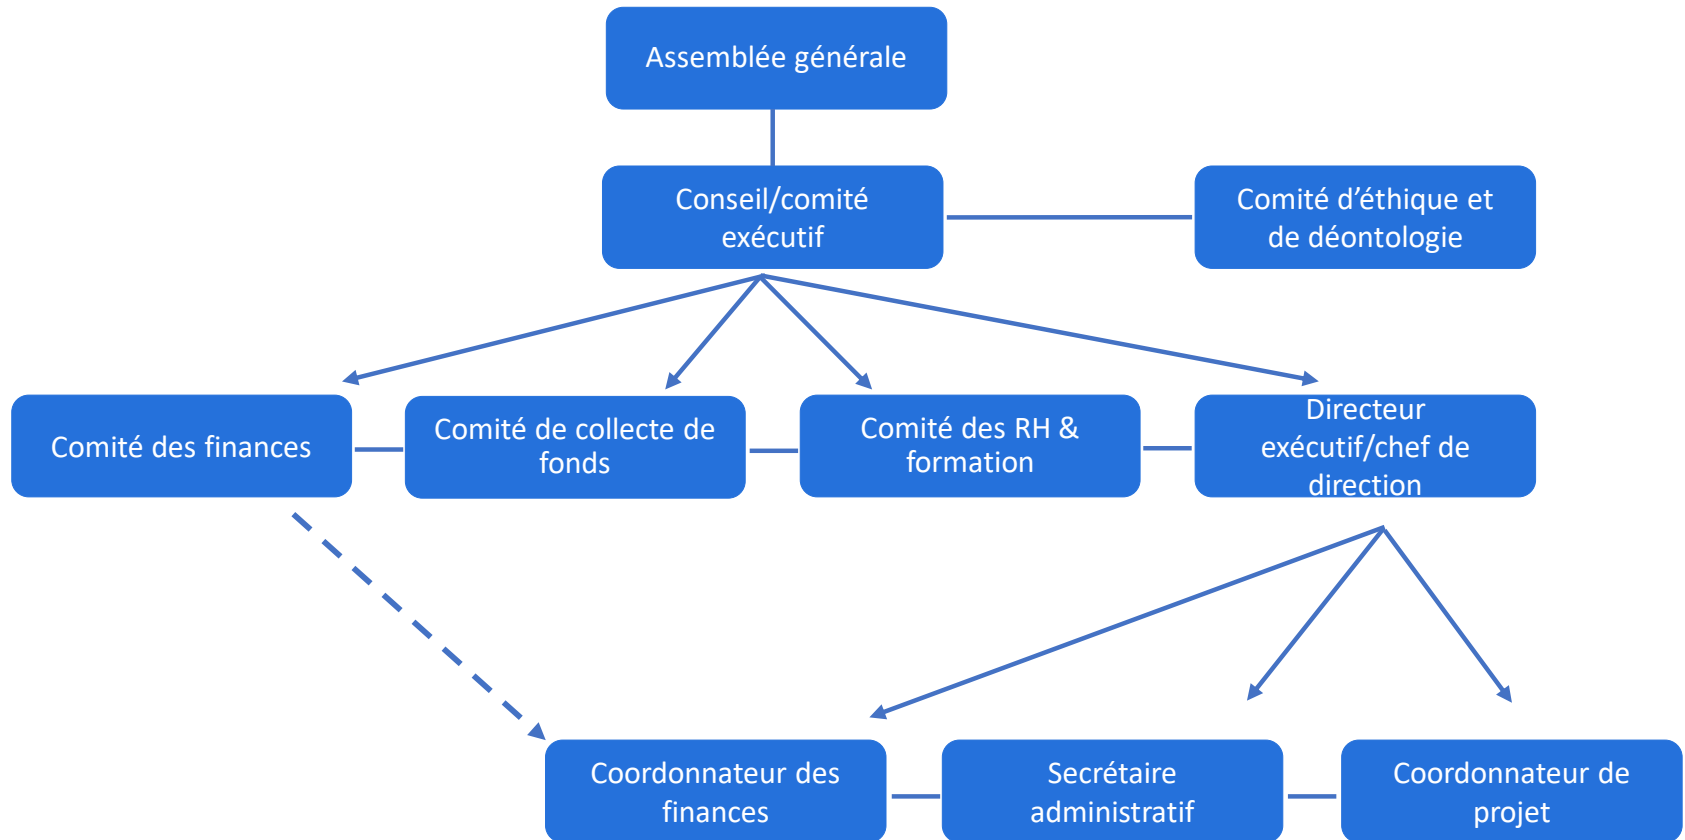 Assemblée générale
Conseil/comité
exécutif
Comité d'éthique et
de déontologie
Comité des finances
Comité de collecte de
fonds
Comité des RH &
formation
Directeur
exécutif/chef de
direction
Coordonnateur des
finances
Secrétaire
administratif
Coordonnateur de
projet